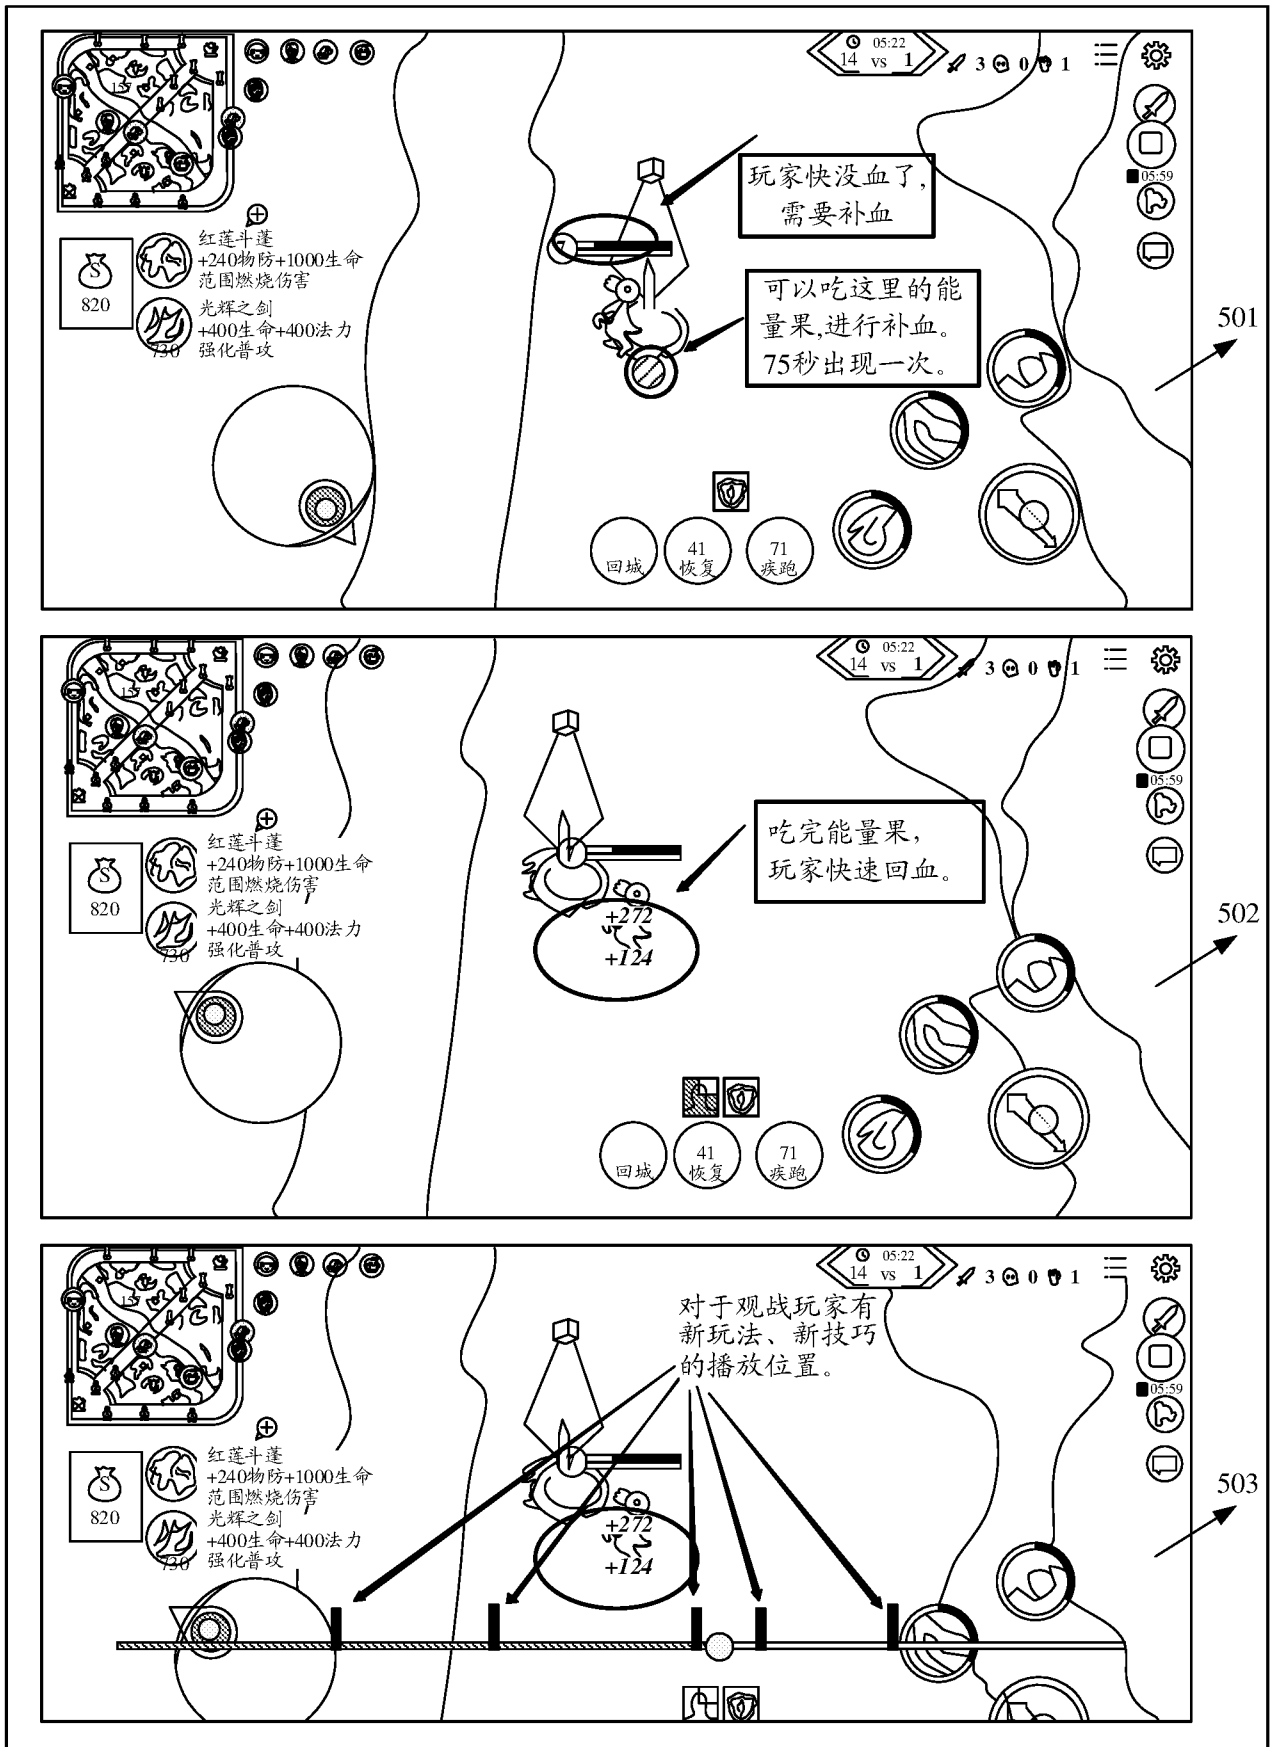 157
05:22
14 vs 1
3 0 1
05:59
玩家快没血了,
需要补血
红莲斗蓬
+240物防+1000生命
范围燃烧伤害
820
光辉之剑
+400生命+400法力
强化普攻
730
可以吃这里的能
量果,进行补血。
75秒出现一次。
501
回城
41
恢复
71
疾跑
157
05:22
14 vs 1
3 0 1
05:59
红莲斗蓬
+240物防+1000生命
范围燃烧伤害
820
光辉之剑
+400生命+400法力
强化普攻
730
吃完能量果，
玩家快速回血。
+272
+124
502
回城
41
恢复
71
疾跑
157
05:22
14 vs 1
3 0 1
05:59
对于观战玩家有
新玩法、新技巧
的播放位置。
红莲斗蓬
+240物防+1000生命
范围燃烧伤害
820
光辉之剑
+400生命+400法力
强化普攻
730
+272
+124
503